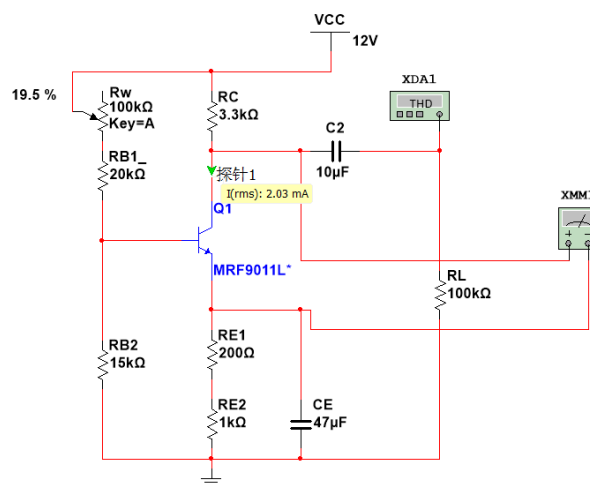 VCC
12V
XDA1
THD
19.5 %
Rw
100kΩ
Key=A
RC
3.3kΩ
C2
10µF
RB1_
20kΩ
探针1
I(rms): 2.03 mA
Q1
MRF9011L*
XMM1
+ −
RL
100kΩ
RB2
15kΩ
RE1
200Ω
RE2
1kΩ
CE
47µF